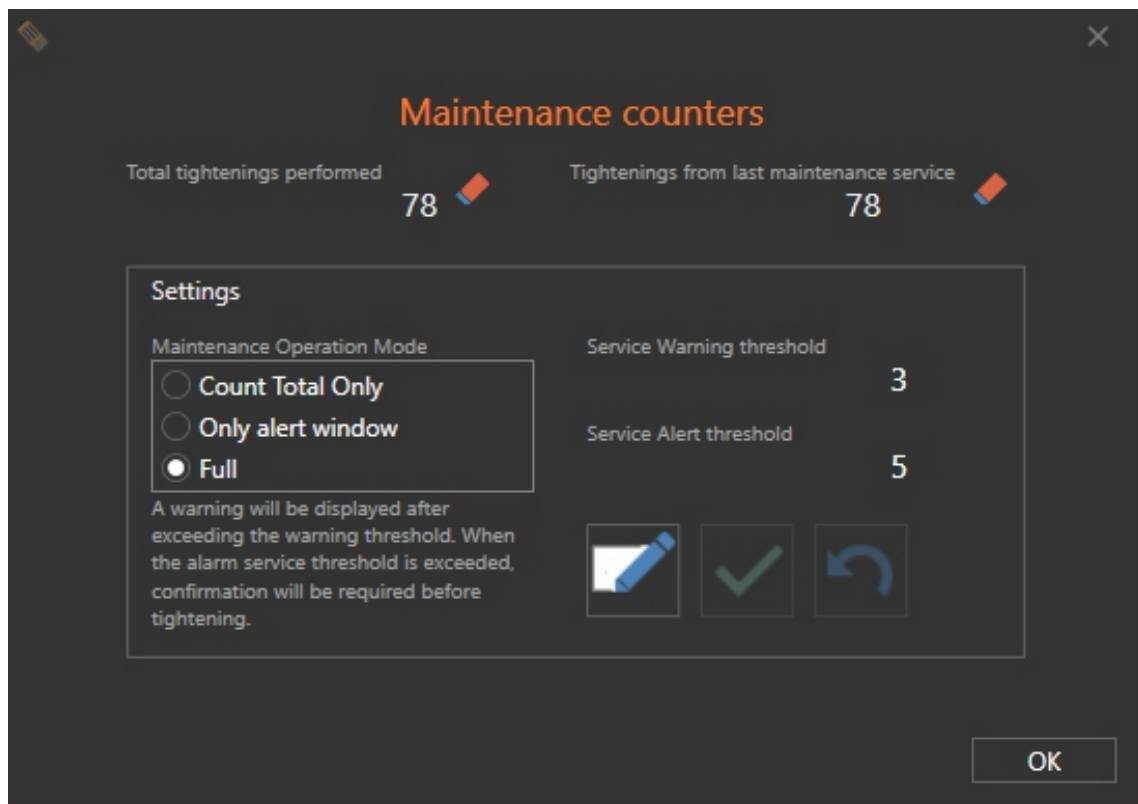 Maintenance counters
Total tightenings performed
78
Tightenings from last maintenance service
78
Settings
Maintenance Operation Mode
Count Total Only
Only alert window
Full
A warning will be displayed after
exceeding the warning threshold. When
the alarm service threshold is exceeded,
confirmation will be required before
tightening.
Service Warning threshold
3
Service Alert threshold
5
OK